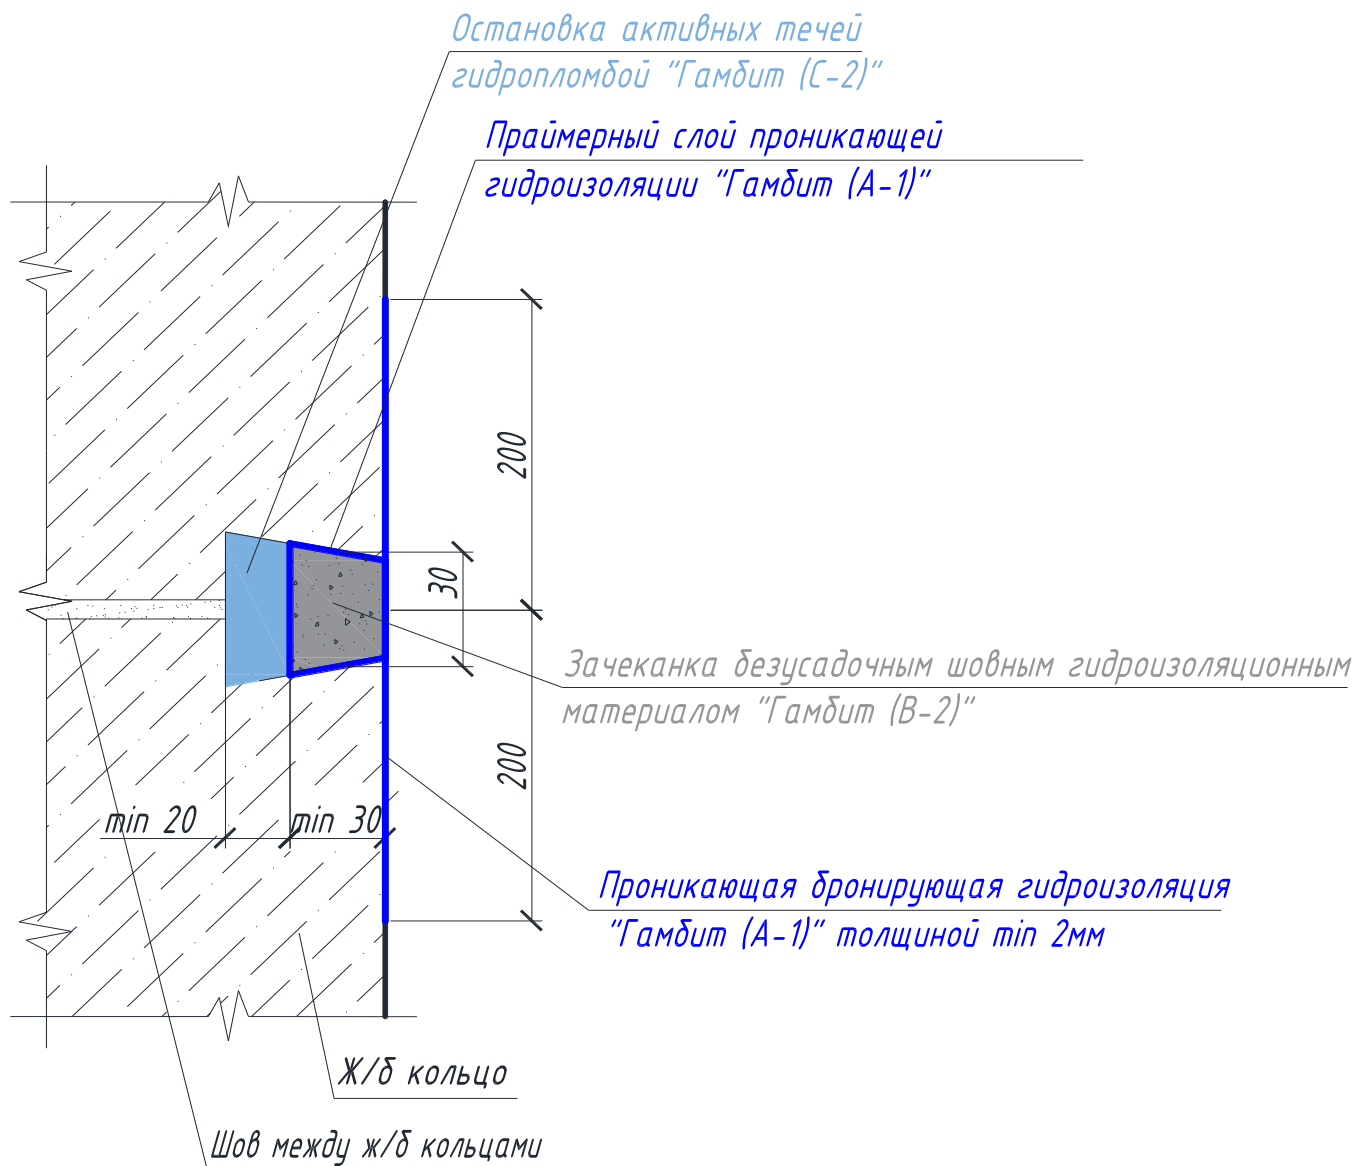 Остановка активных течей
гидропломбой "Гамбит (С-2)"
Праймерный слой проникающей
гидроизоляции "Гамбит (А-1)"
200
30
Зачеканка безусадочным шовным гидроизоляционным
материалом "Гамбит (В-2)"
200
min 20
min 30
Проникающая бронирующая гидроизоляция
"Гамбит (А-1)" толщиной min 2мм
Ж/б кольцо
Шов между ж/б кольцами